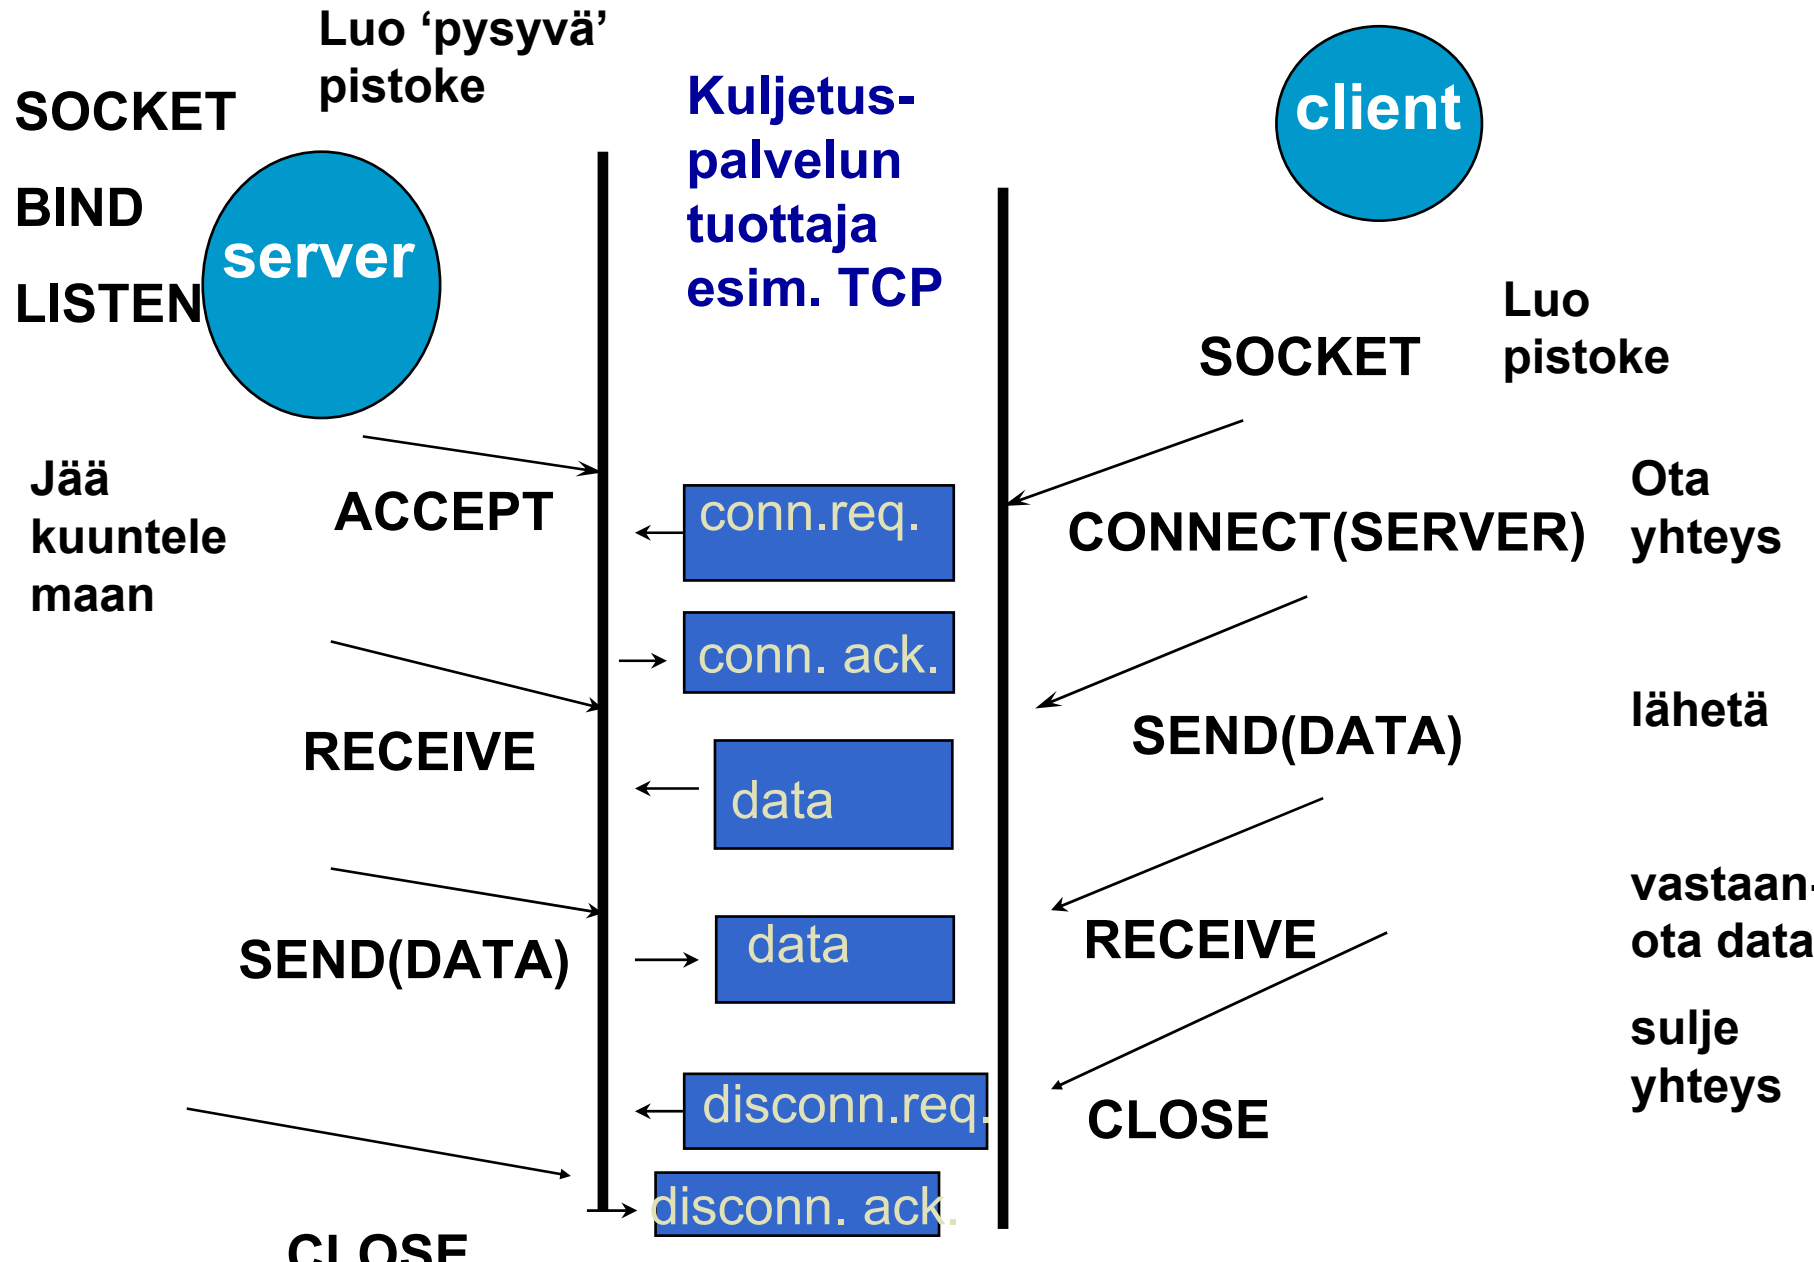 Luo ‘pysyvä’
pistoke
SOCKET
BIND
LISTEN
server
Kuljetus-
palvelun
tuottaja
esim. TCP
client
Luo
pistoke
SOCKET
Jää
kuuntele
maan
ACCEPT
conn.req.
CONNECT(SERVER)
Ota
yhteys
conn. ack.
RECEIVE
SEND(DATA)
lähetä
data
SEND(DATA)
data
RECEIVE
vastaan-
ota data
sulje
yhteys
disconn.req.
CLOSE
disconn. ack.
CLOSE